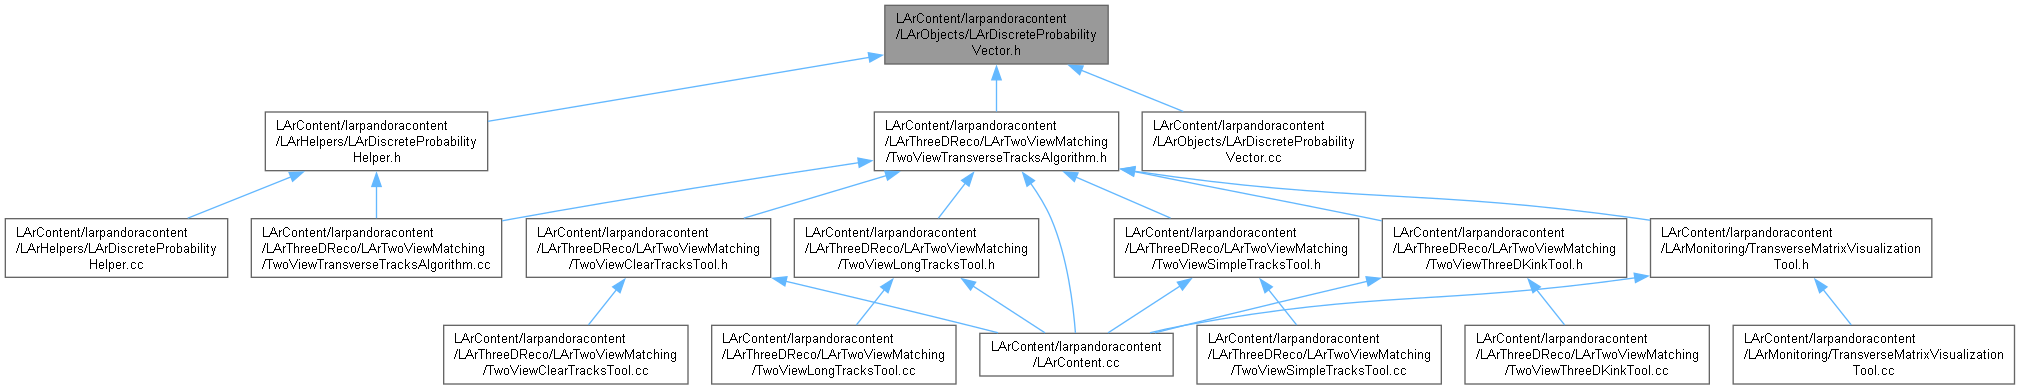 LArContent/larpandoracontent
/LArObjects/LArDiscreteProbability
Vector.h
LArContent/larpandoracontent
/LArHelpers/LArDiscreteProbability
Helper.h
LArContent/larpandoracontent
/LArThreeDReco/LArTwoViewMatching
/TwoViewTransverseTracksAlgorithm.h
LArContent/larpandoracontent
/LArObjects/LArDiscreteProbability
Vector.cc
LArContent/larpandoracontent
/LArHelpers/LArDiscreteProbability
Helper.cc
LArContent/larpandoracontent
/LArThreeDReco/LArTwoViewMatching
/TwoViewTransverseTracksAlgorithm.cc
LArContent/larpandoracontent
/LArThreeDReco/LArTwoViewMatching
/TwoViewClearTracksTool.h
LArContent/larpandoracontent
/LArThreeDReco/LArTwoViewMatching
/TwoViewLongTracksTool.h
LArContent/larpandoracontent
/LArThreeDReco/LArTwoViewMatching
/TwoViewSimpleTracksTool.h
LArContent/larpandoracontent
/LArThreeDReco/LArTwoViewMatching
/TwoViewThreeDKinkTool.h
LArContent/larpandoracontent
/LArMonitoring/TransverseMatrixVisualization
Tool.h
LArContent/larpandoracontent
/LArThreeDReco/LArTwoViewMatching
/TwoViewClearTracksTool.cc
LArContent/larpandoracontent
/LArThreeDReco/LArTwoViewMatching
/TwoViewLongTracksTool.cc
LArContent/larpandoracontent
/LArContent.cc
LArContent/larpandoracontent
/LArThreeDReco/LArTwoViewMatching
/TwoViewSimpleTracksTool.cc
LArContent/larpandoracontent
/LArThreeDReco/LArTwoViewMatching
/TwoViewThreeDKinkTool.cc
LArContent/larpandoracontent
/LArMonitoring/TransverseMatrixVisualization
Tool.cc